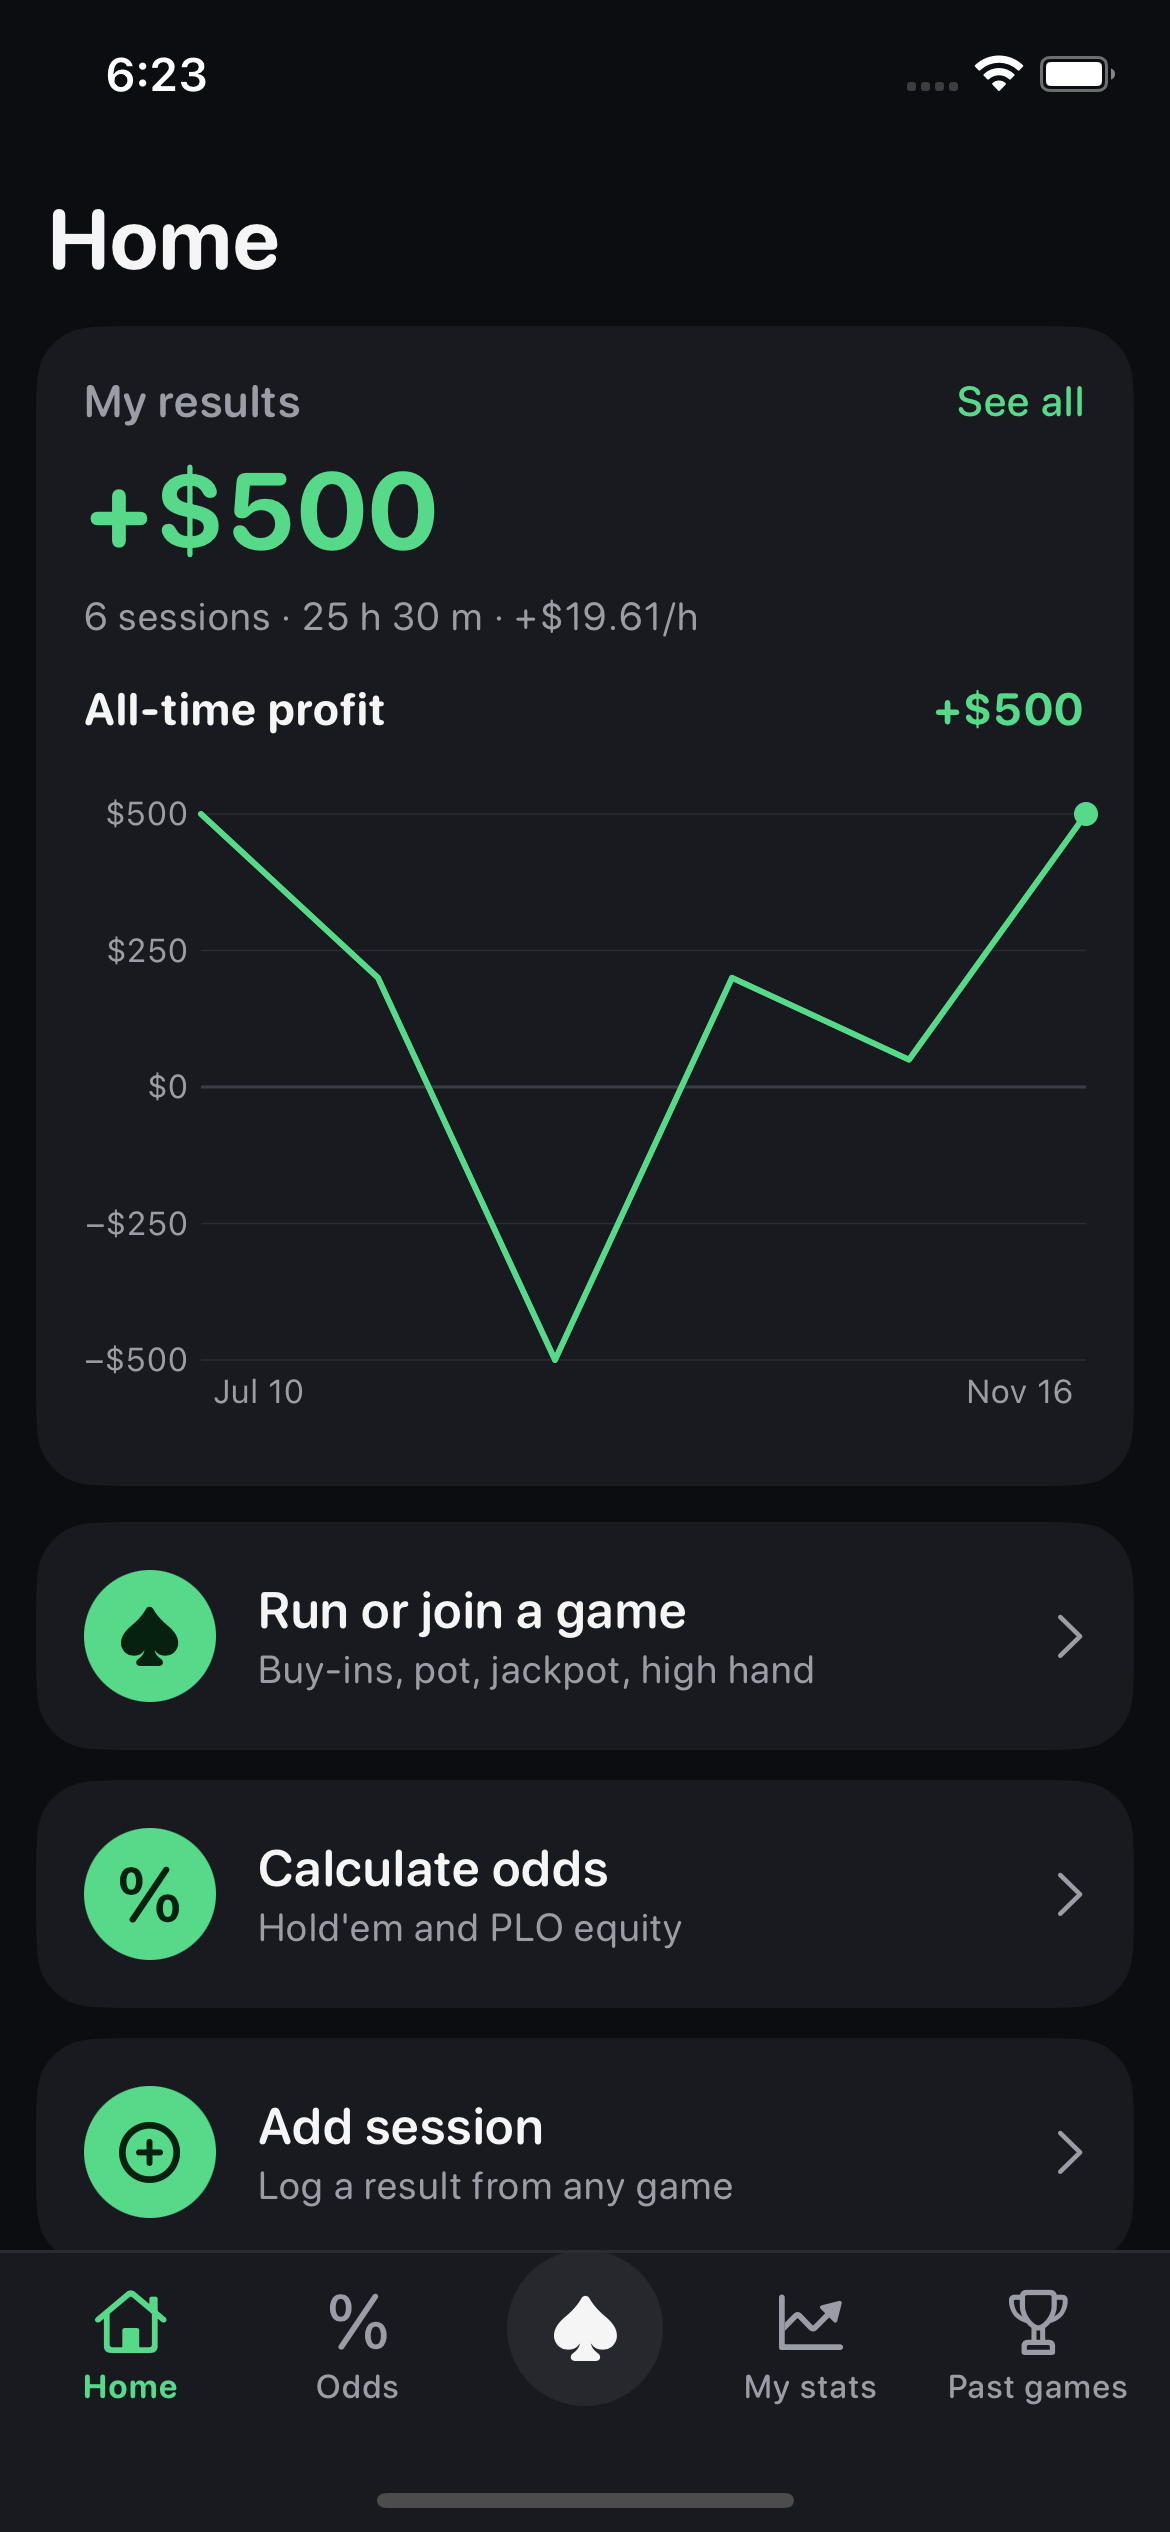 6:23
Home
My results
See all
+$500
6 sessions · 25 h 30 m · +$19.61/h
All-time profit
+$500
$500
$250
$0
–$250
–$500
Jul 10
Nov 16
Run or join a game
Buy-ins, pot, jackpot, high hand
%
Calculate odds
Hold'em and PLO equity
Add session
Log a result from any game
%
Home
Odds
My stats
Past games